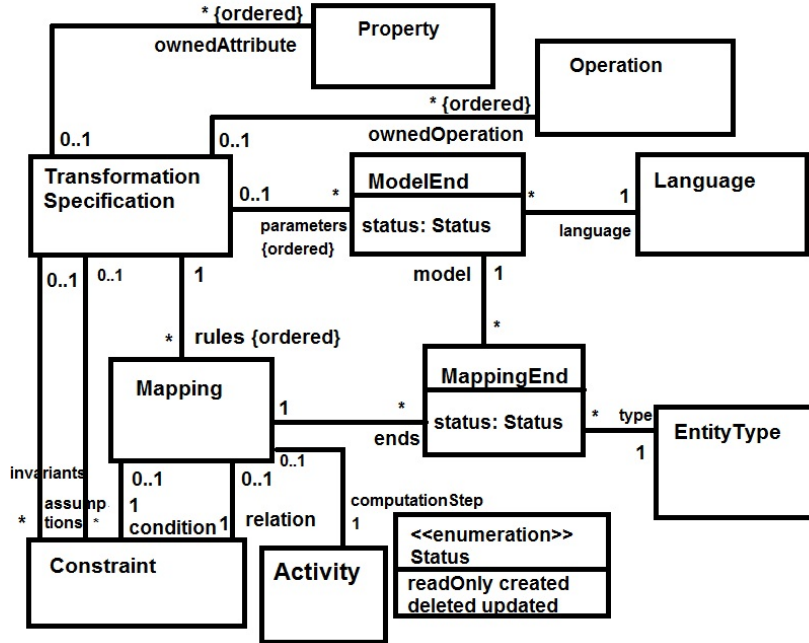 * {ordered}
ownedAttribute
Property
Operation
* {ordered}
ownedOperation
0..1
0..1
Transformation
Specification
0..1
*
parameters
{ordered}
ModelEnd
status: Status
*
1
language
Language
0..1
0..1
1
model
1
*
rules {ordered}
*
Mapping
1
*
ends
MappingEnd
status: Status
*
type
1
EntityType
invariants
assump
tions
*
*
0..1
1
condition
0..1
1
relation
0..1
computationStep
1
Constraint
Activity
<<enumeration>>
Status
readOnly created
deleted updated